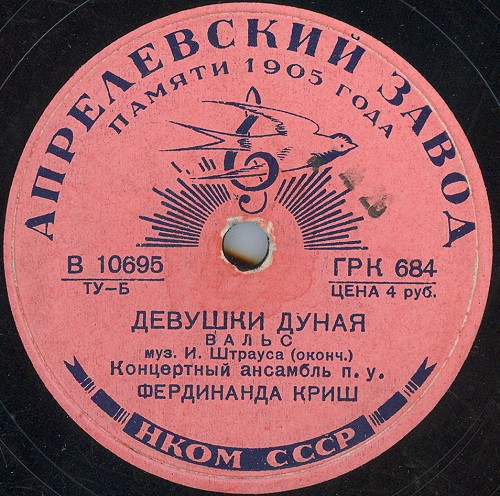 АПРЕЛЕВСКИЙ ЗАВОД
ПАМЯТИ 1905 ГОДА
В 10695
ТУ-Б
ГРК 684
ЦЕНА 4 руб.
ДЕВУШКИ ДУНАЯ
ВАЛЬС
муз. И. Штрауса (оконч.)
Концертный ансамбль п. у.
ФЕРДИНАНДА КРИШ
НКОМ СССР